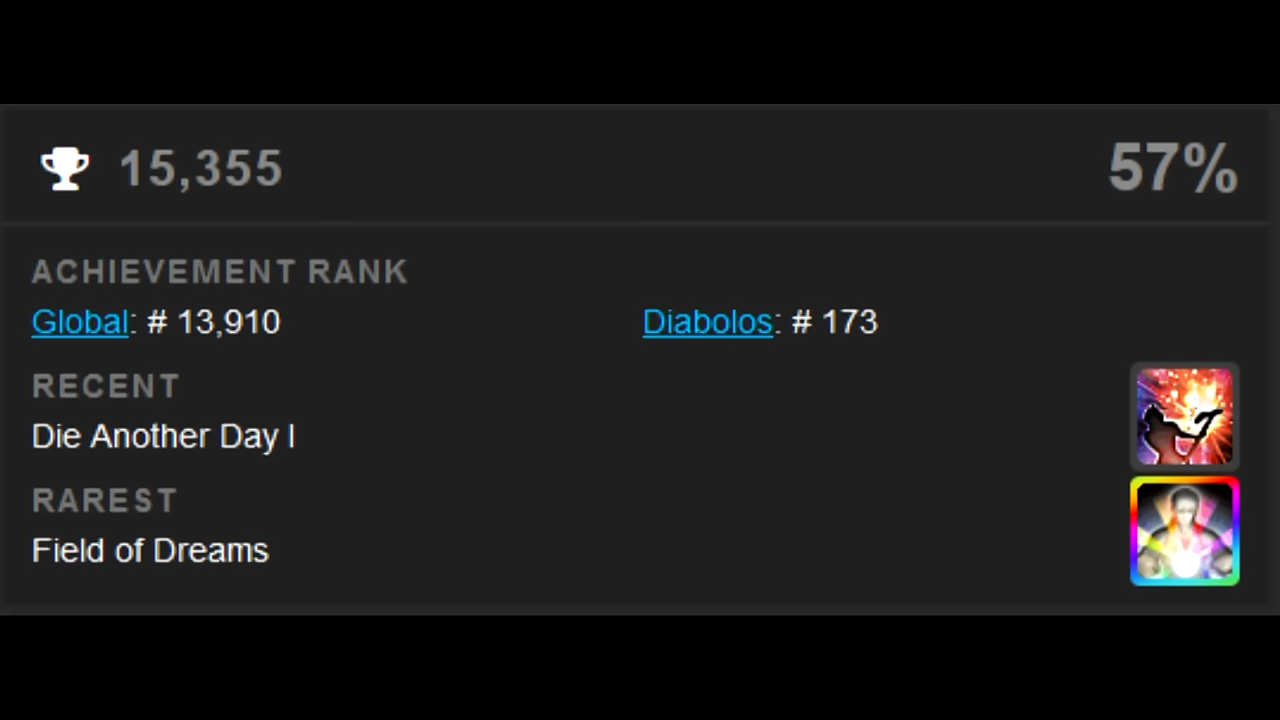 15,355
57%
ACHIEVEMENT RANK
Global: # 13,910
Diabolos: # 173
RECENT
Die Another Day I
RAREST
Field of Dreams